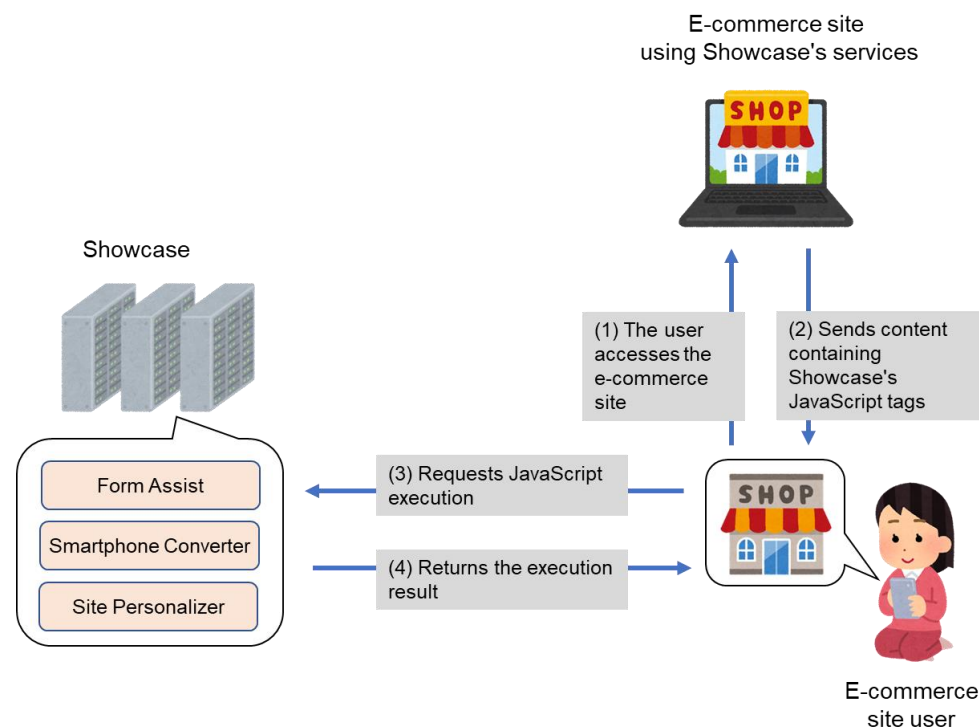 E-commerce site
using Showcase's services
SHOP
Showcase
(1) The user
accesses the
e-commerce
site
(2) Sends content
containing
Showcase's
JavaScript tags
(3) Requests JavaScript
execution
(4) Returns the execution
result
Form Assist
Smartphone Converter
Site Personalizer
SHOP
E-commerce
site user